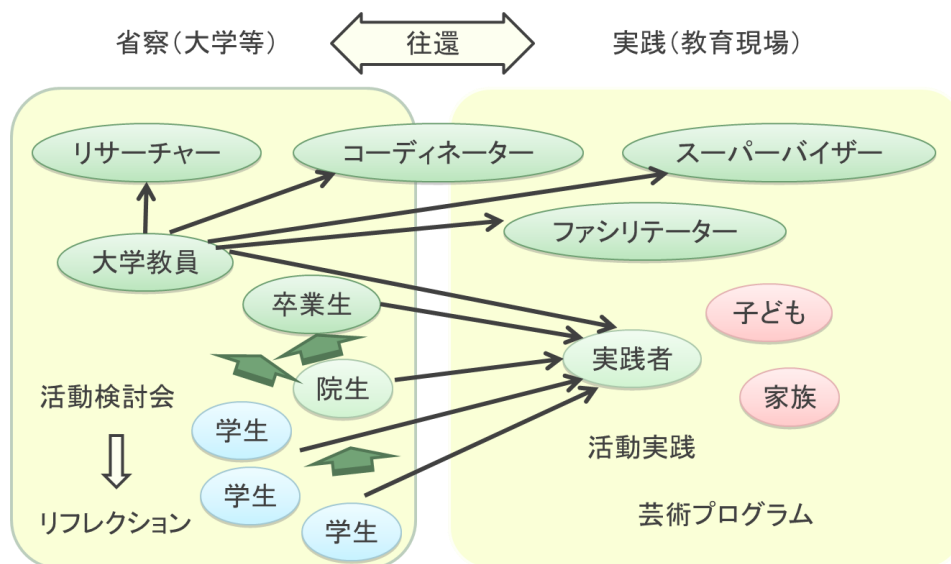 省察(大学等)
往還
実践(教育現場)
リサーチャー
コーディネーター
スーパーバイザー
ファシリテーター
大学教員
卒業生
子ども
実践者
院生
家族
活動検討会
学生
活動実践
学生
リフレクション
学生
芸術プログラム